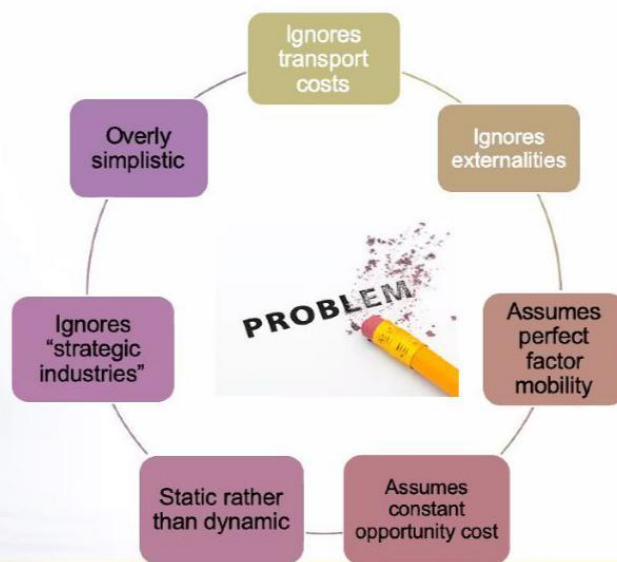 Ignores
transport
costs
Ignores
externalities
Assumes
perfect
factor
mobility
Assumes
constant
opportunity cost
Static rather
than dynamic
Ignores
“strategic
industries”
Overly
simplistic
PROBLEM